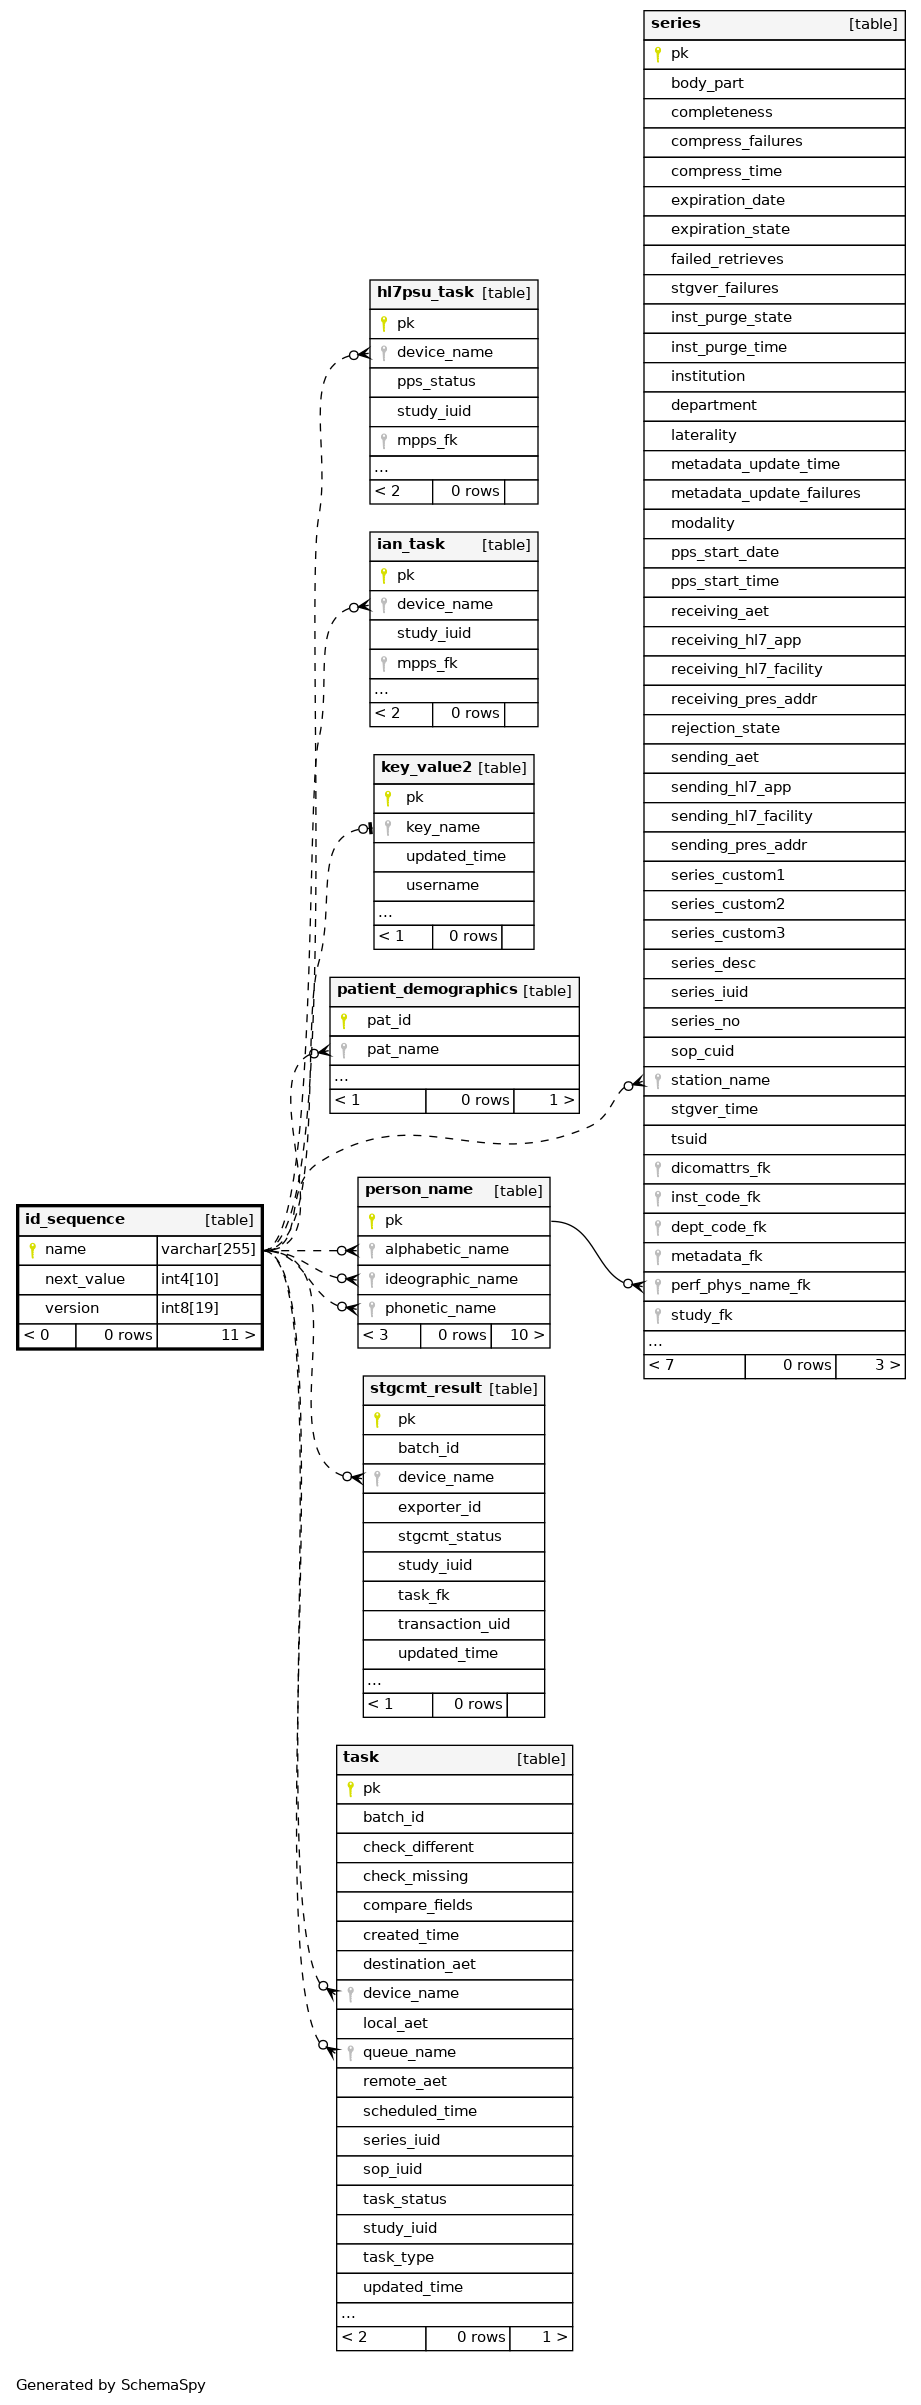 series [table]
pk
body_part
completeness
compress_failures
compress_time
expiration_date
expiration_state
failed_retrieves
stgver_failures
inst_purge_state
inst_purge_time
institution
department
laterality
metadata_update_time
metadata_update_failures
modality
pps_start_date
pps_start_time
receiving_aet
receiving_hl7_app
receiving_hl7_facility
receiving_pres_addr
rejection_state
sending_aet
sending_hl7_app
sending_hl7_facility
sending_pres_addr
series_custom1
series_custom2
series_custom3
series_desc
series_iuid
series_no
sop_cuid
station_name
stgver_time
tsuid
dicomattrs_fk
inst_code_fk
dept_code_fk
metadata_fk
perf_phys_name_fk
study_fk
...
< 7 0 rows 3 >
hl7psu_task [table]
pk
device_name
pps_status
study_iuid
mpps_fk
...
< 2 0 rows
ian_task [table]
pk
device_name
study_iuid
mpps_fk
...
< 2 0 rows
key_value2 [table]
pk
key_name
updated_time
username
...
< 1 0 rows
patient_demographics [table]
pat_id
pat_name
...
< 1 0 rows 1 >
id_sequence [table]
name varchar[255]
next_value int4[10]
version int8[19]
< 0 0 rows 11 >
person_name [table]
pk
alphabetic_name
ideographic_name
phonetic_name
< 3 0 rows 10 >
stgcmt_result [table]
pk
batch_id
device_name
exporter_id
stgcmt_status
study_iuid
task_fk
transaction_uid
updated_time
...
< 1 0 rows
task [table]
pk
batch_id
check_different
check_missing
compare_fields
created_time
destination_aet
device_name
local_aet
queue_name
remote_aet
scheduled_time
series_iuid
sop_iuid
task_status
study_iuid
task_type
updated_time
...
< 2 0 rows 1 >
Generated by SchemaSpy